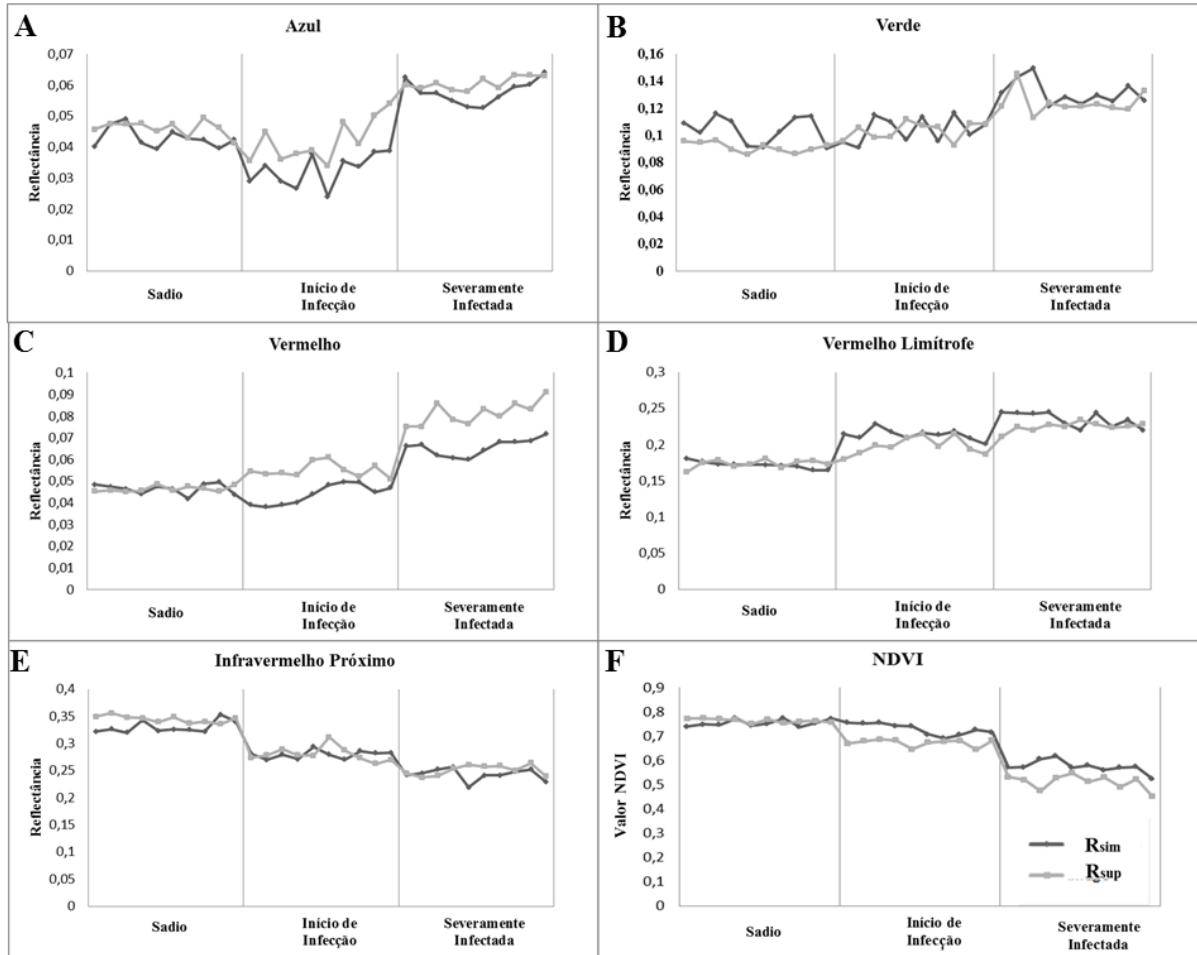 A
Azul
0,07
0,06
0,05
0,04
0,03
0,02
0,01
0
Reflectância
Sadio
Início de
Infecção
Severamente
Infectada
B
Verde
0,16
0,14
0,12
0,1
0,08
0,06
0,04
0,02
0
Reflectância
Sadio
Início de
Infecção
Severamente
Infectada
C
Vermelho
0,1
0,09
0,08
0,07
0,06
0,05
0,04
0,03
0,02
0,01
0
Reflectância
Sadio
Início de
Infecção
Severamente
Infectada
D
Vermelho Limítrofe
0,3
0,25
0,2
0,15
0,1
0,05
0
Reflectância
Sadio
Início de
Infecção
Severamente
Infectada
E
Infravermelho Próximo
0,4
0,35
0,3
0,25
0,2
0,15
0,1
0,05
0
Reflectância
Sadio
Início de
Infecção
Severamente
Infectada
F
NDVI
0,9
0,8
0,7
0,6
0,5
0,4
0,3
0,2
0,1
0
Valor NDVI
Sadio
Início de
Infecção
Severamente
Infectada
Rsim
Rsup